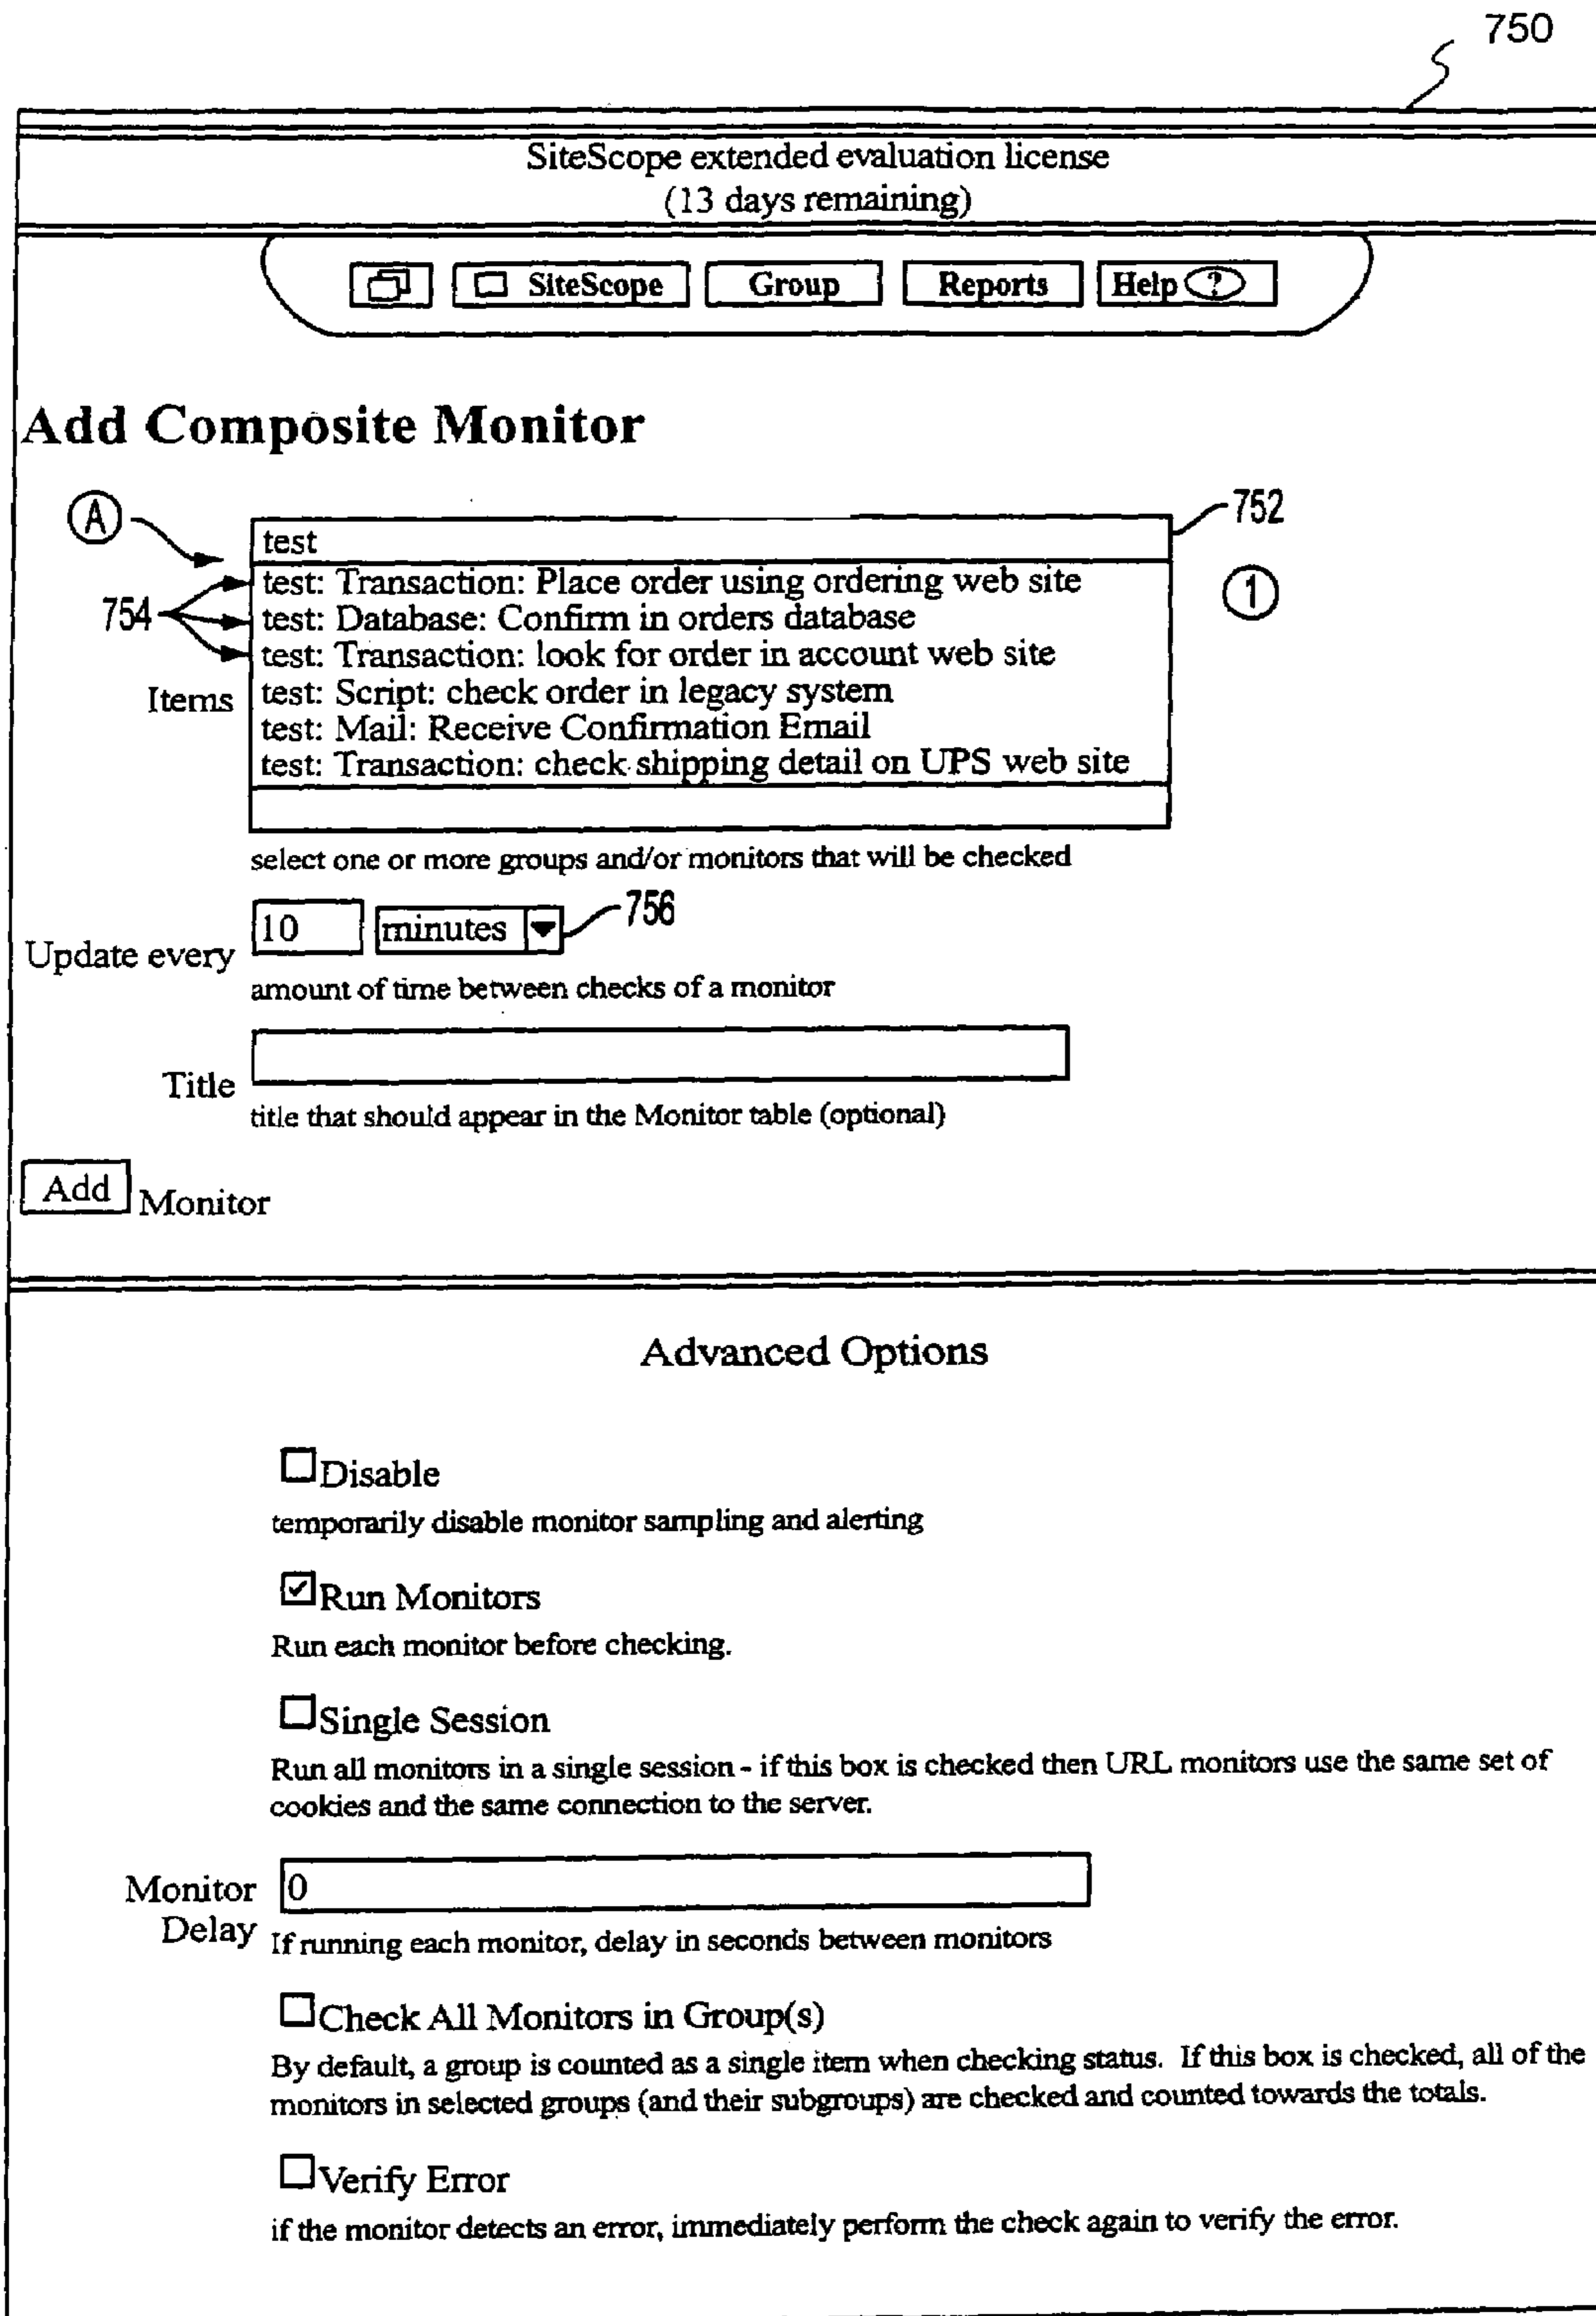 750
SiteScope extended evaluation license
(13 days remaining)
SiteScope Group Reports Help ?
Add Composite Monitor
A
752
test
test: Transaction: Place order using ordering web site
1
754
test: Database: Confirm in orders database
test: Transaction: look for order in account web site
Items
test: Script: check order in legacy system
test: Mail: Receive Confirmation Email
test: Transaction: check shipping detail on UPS web site
select one or more groups and/or monitors that will be checked
Update every 10 minutes 756
amount of time between checks of a monitor
Title
title that should appear in the Monitor table (optional)
Add Monitor
Advanced Options
Disable
temporarily disable monitor sampling and alerting
Run Monitors
Run each monitor before checking.
Single Session
Run all monitors in a single session - if this box is checked then URL monitors use the same set of
cookies and the same connection to the server.
Monitor 0
Delay
If running each monitor, delay in seconds between monitors
Check All Monitors in Group(s)
By default, a group is counted as a single item when checking status. If this box is checked, all of the
monitors in selected groups (and their subgroups) are checked and counted towards the totals.
Verify Error
if the monitor detects an error, immediately perform the check again to verify the error.